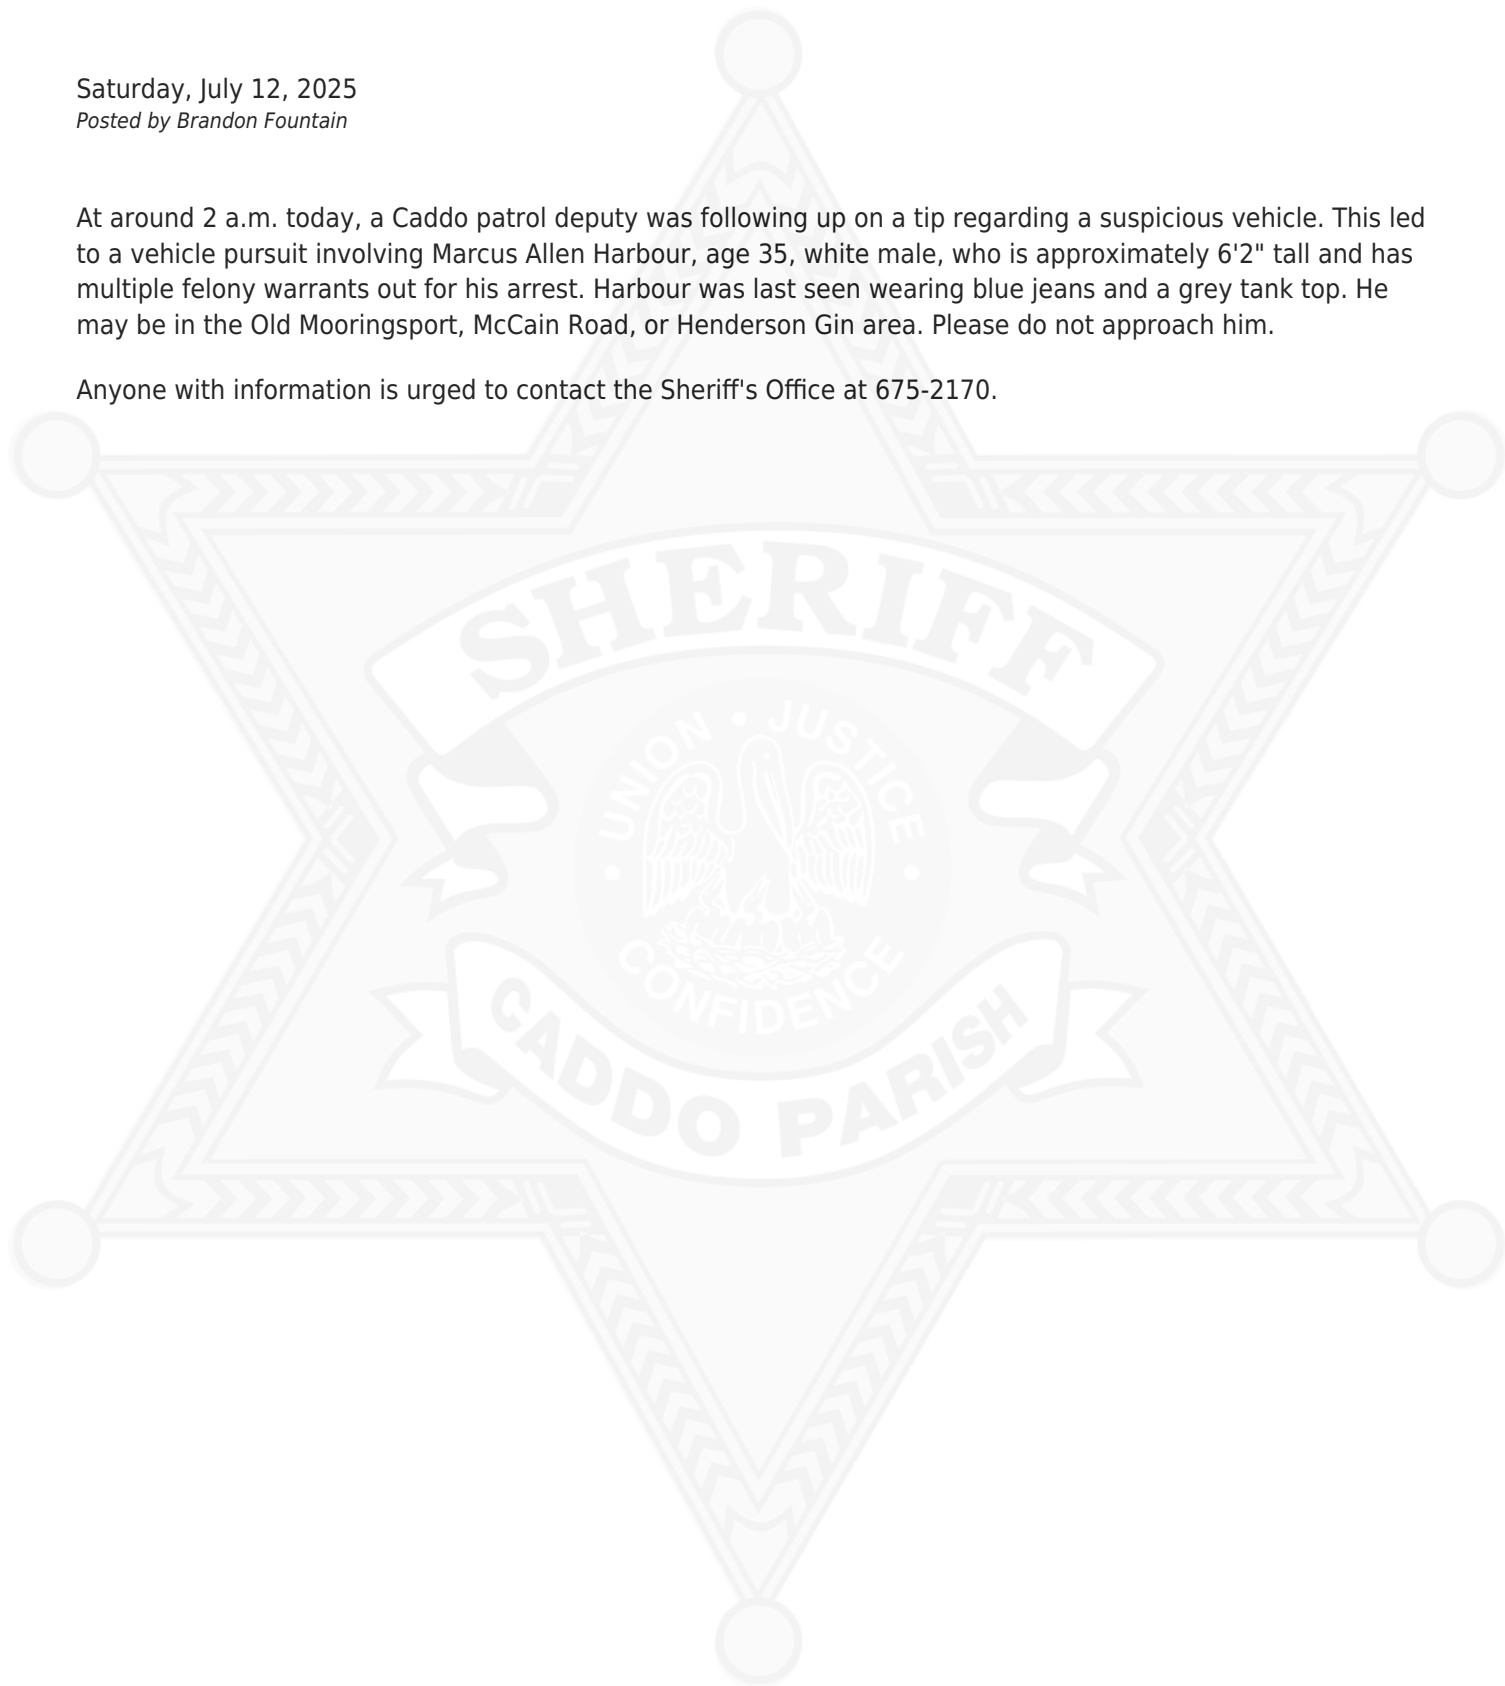 Saturday, July 12, 2025
Posted by Brandon Fountain
At around 2 a.m. today, a Caddo patrol deputy was following up on a tip regarding a suspicious vehicle. This led
to a vehicle pursuit involving Marcus Allen Harbour, age 35, white male, who is approximately 6'2" tall and has
multiple felony warrants out for his arrest. Harbour was last seen wearing blue jeans and a grey tank top. He
may be in the Old Mooringsport, McCain Road, or Henderson Gin area. Please do not approach him.
Anyone with information is urged to contact the Sheriff's Office at 675-2170.
SHERIFF
UNION • JUSTICE
• CONFIDENCE •
CADDO PARISH